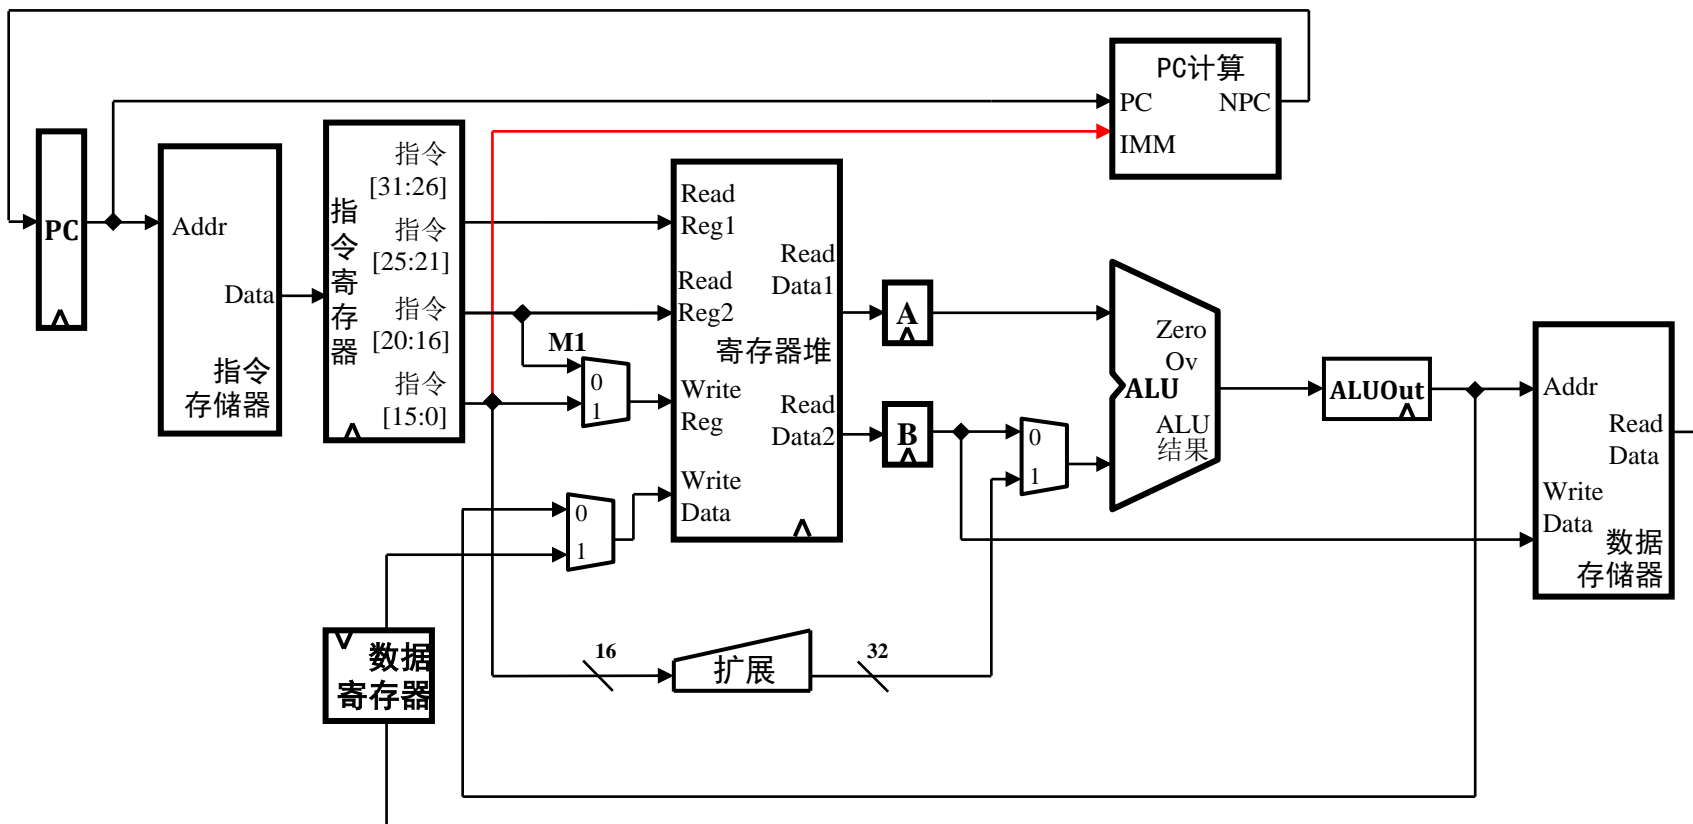 PC计算
PC
NPC
IMM
PC
Addr
Data
指令
存储器
指令寄存器
指令
[31:26]
指令
[25:21]
指令
[20:16]
指令
[15:0]
M1
0
1
Read
Reg1
Read
Reg2
Read
Data1
寄存器堆
Write
Reg
Read
Data2
Write
Data
0
1
A
B
0
1
Zero
Ov
ALU
ALU
结果
ALUOut
Addr
Read
Data
Write
Data
数据
存储器
16
扩展
32
数据
寄存器